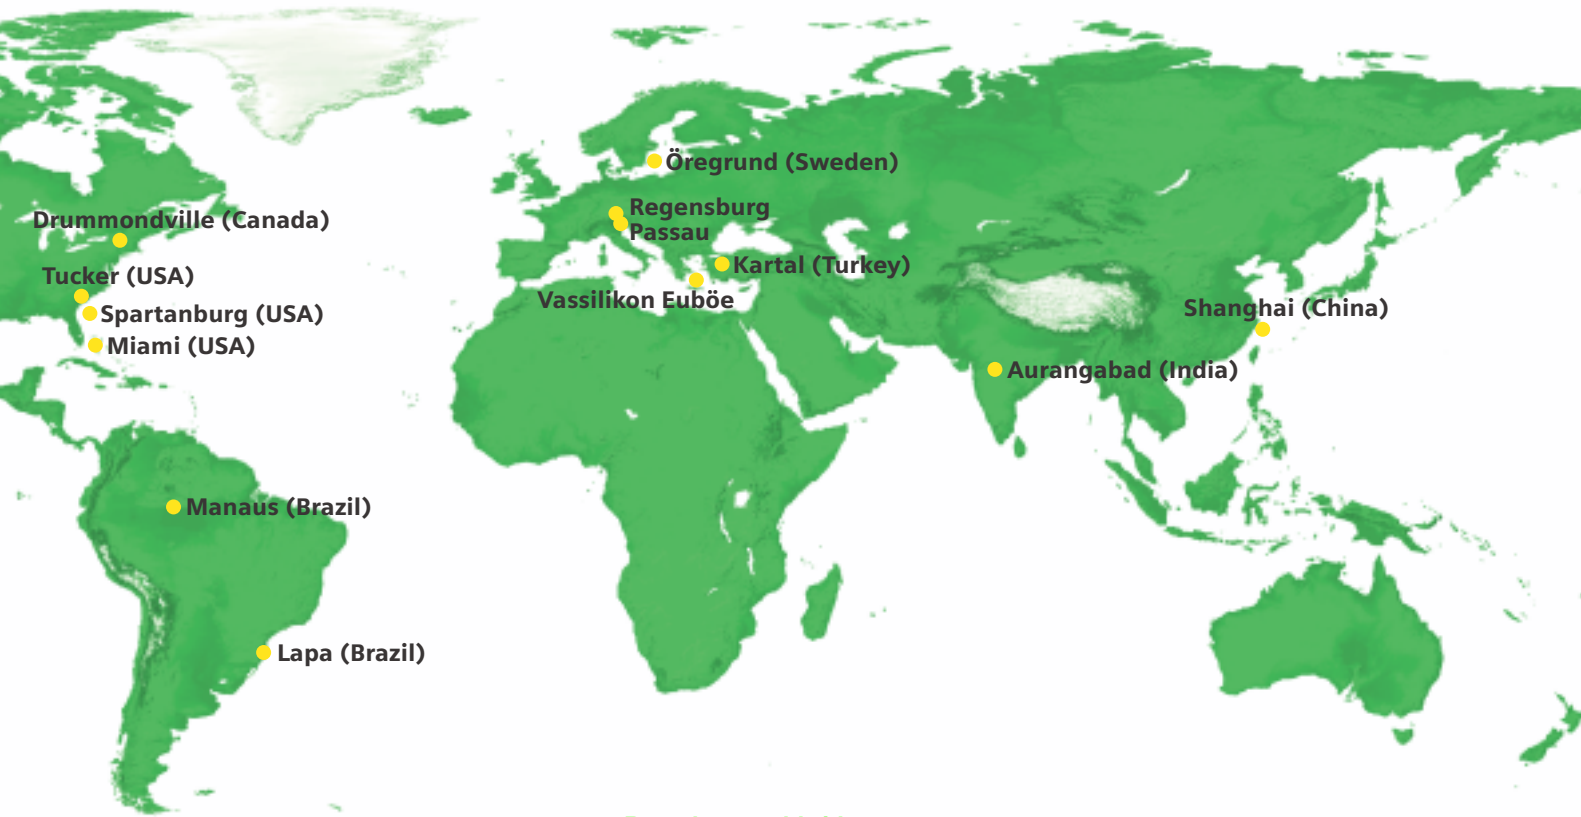 Öregrund (Sweden)
Regensburg
Drummondville (Canada)
Passau
Kartal (Turkey)
Tucker (USA)
Vassilikon Euböe
Shanghai (China)
Spartanburg (USA)
Miami (USA)
Aurangabad (India)
Manaus (Brazil)
Lapa (Brazil)